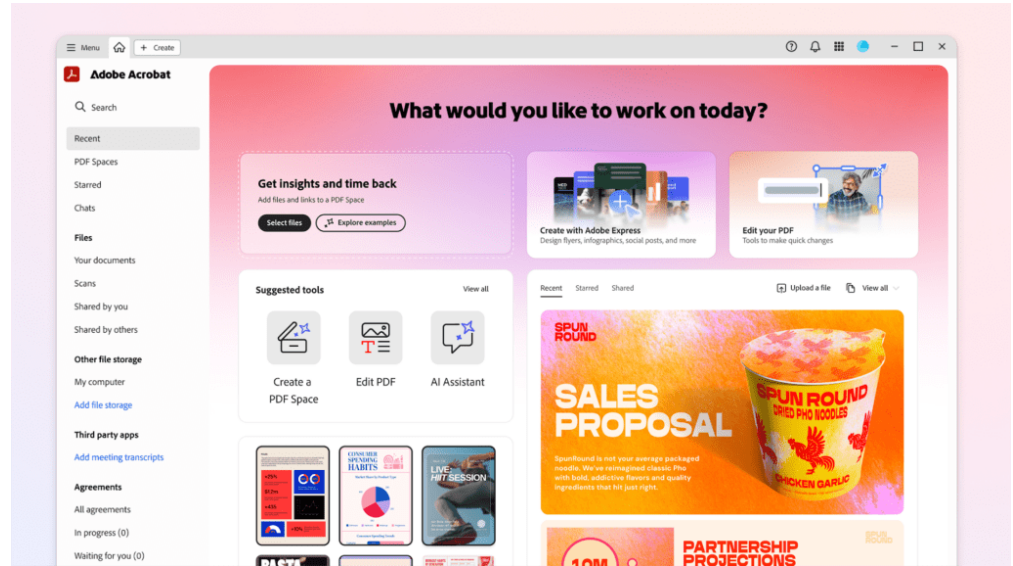 Menu
Create
Adobe Acrobat
Search
Recent
PDF Spaces
Starred
Chats
Files
Your documents
Scans
Shared by you
Shared by others
Other file storage
My computer
Add file storage
Third party apps
Add meeting transcripts
Agreements
All agreements
In progress (0)
Waiting for you (0)
What would you like to work on today?
Get insights and time back
Add files and links to a PDF Space
Select files
Explore examples
Create with Adobe Express
Design flyers, infographics, social posts, and more
Edit your PDF
Tools to make quick changes
Suggested tools
View all
Create a
PDF Space
Edit PDF
AI Assistant
CONSUMER
SPENDING
HABITS
LIVE:
HIIT SESSION
Recent
Starred
Shared
Upload a file
View all
SPUN
ROUND
SALES
PROPOSAL
SpunRound is not your average packaged
noodle. We've reimagined classic Pho
with bold, addictive flavors and quality
ingredients that hit just right.
SPUN ROUND
DRIED PHO NOODLES
CHICKEN GARLIC
10M
PARTNERSHIP
PROJECTIONS
SPUN
ROUND